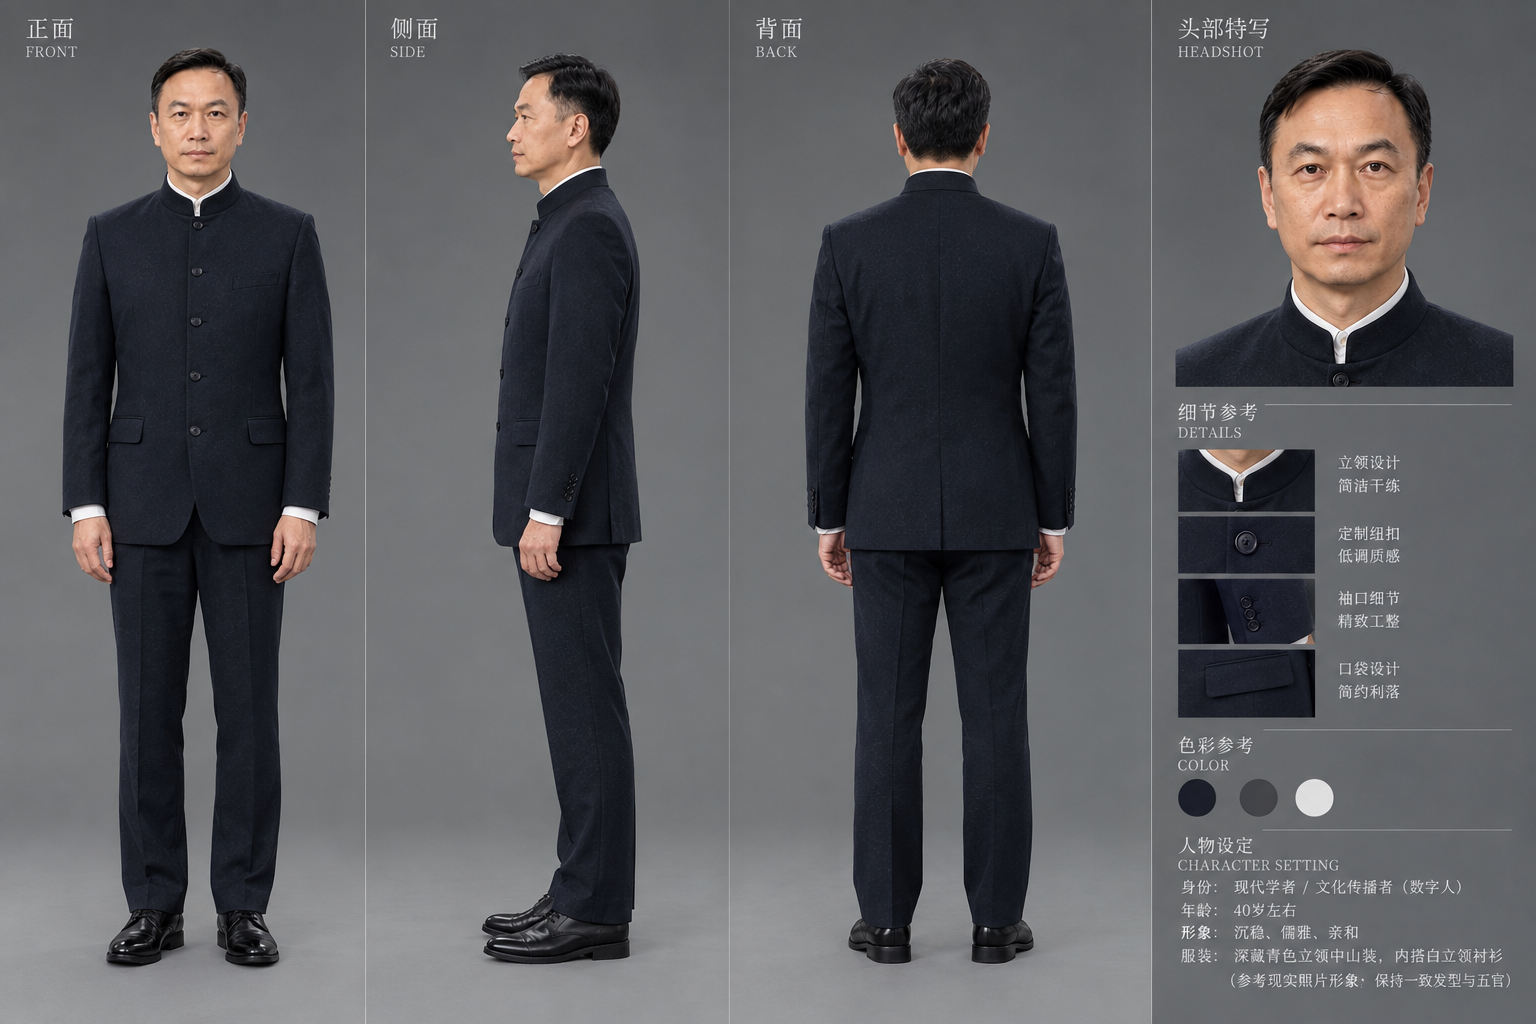 正面
FRONT
侧面
SIDE
背面
BACK
头部特写
HEADSHOT
细节参考
DETAILS
立领设计
简洁干练
定制纽扣
低调质感
袖口细节
精致工整
口袋设计
简约利落
色彩参考
COLOR
人物设定
CHARACTER SETTING
身份： 现代学者 / 文化传播者（数字人）
年龄： 40岁左右
形象： 沉稳、儒雅、亲和
服装： 深藏青色立领中山装，内搭白立领衬衫
（参考现实照片形象，保持一致发型与五官）